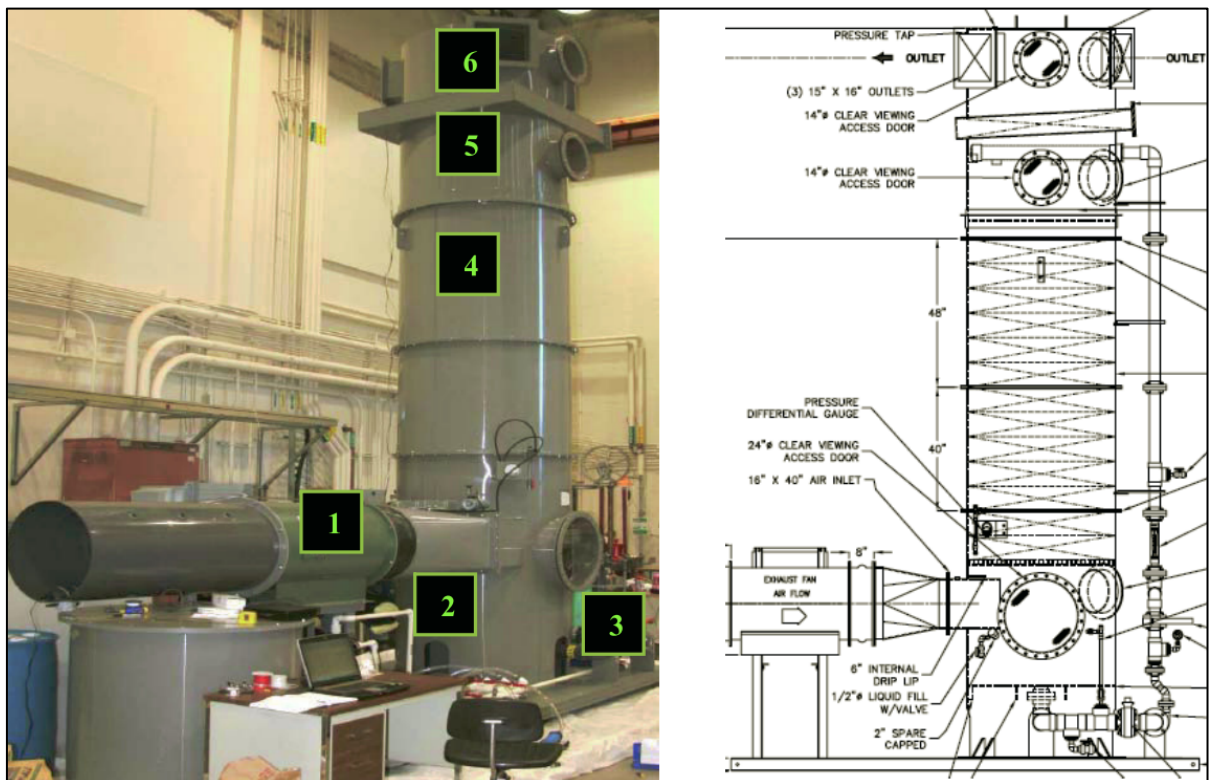 6
5
4
1
2
3
PRESSURE TAP
OUTLET
OUTLET
(3) 15" X 16" OUTLETS
14"ø CLEAR VIEWING
ACCESS DOOR
14"ø CLEAR VIEWING
ACCESS DOOR
48"
PRESSURE
DIFFERENTIAL GAUGE
24"ø CLEAR VIEWING
ACCESS DOOR
40"
16" X 40" AIR INLET
8"
EXHAUST FAN
AIR FLOW
6" INTERNAL
DRIP LIP
1/2"ø LIQUID FILL
W/VALVE
2" SPARE
CAPPED